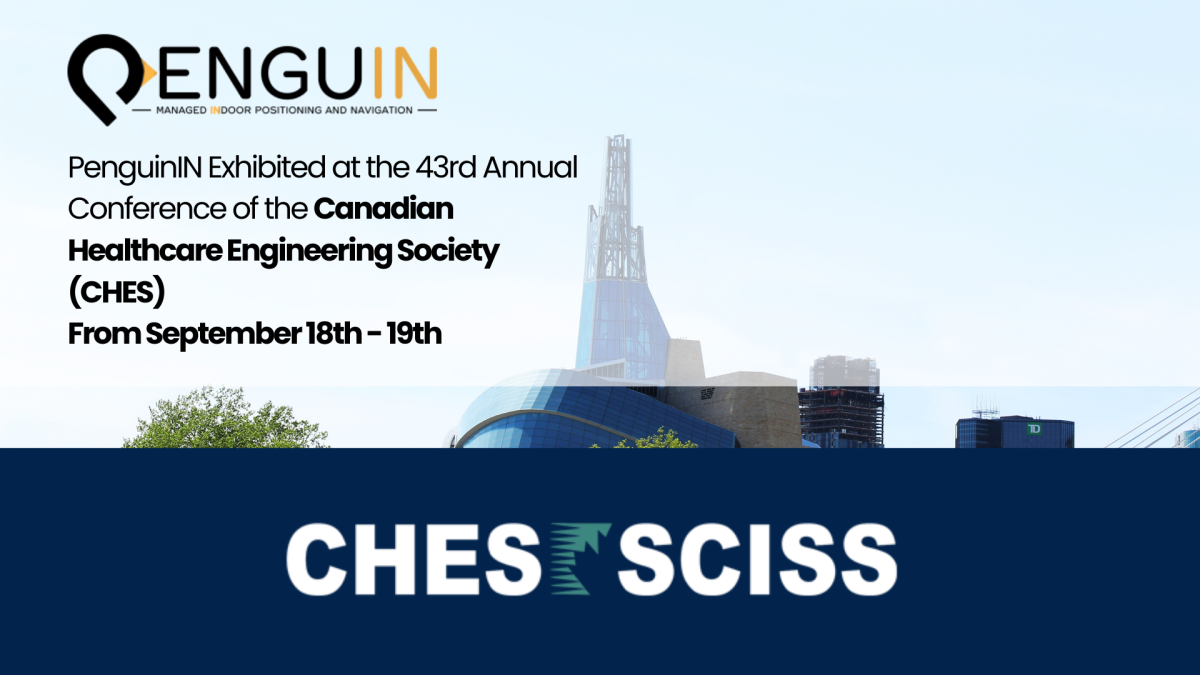 PENGUIN
MANAGED INDOOR POSITIONING AND NAVIGATION
PenguinIN Exhibited at the 43rd Annual
Conference of the Canadian
Healthcare Engineering Society
(CHES)
From September 18th - 19th
TD
CHES SCISS